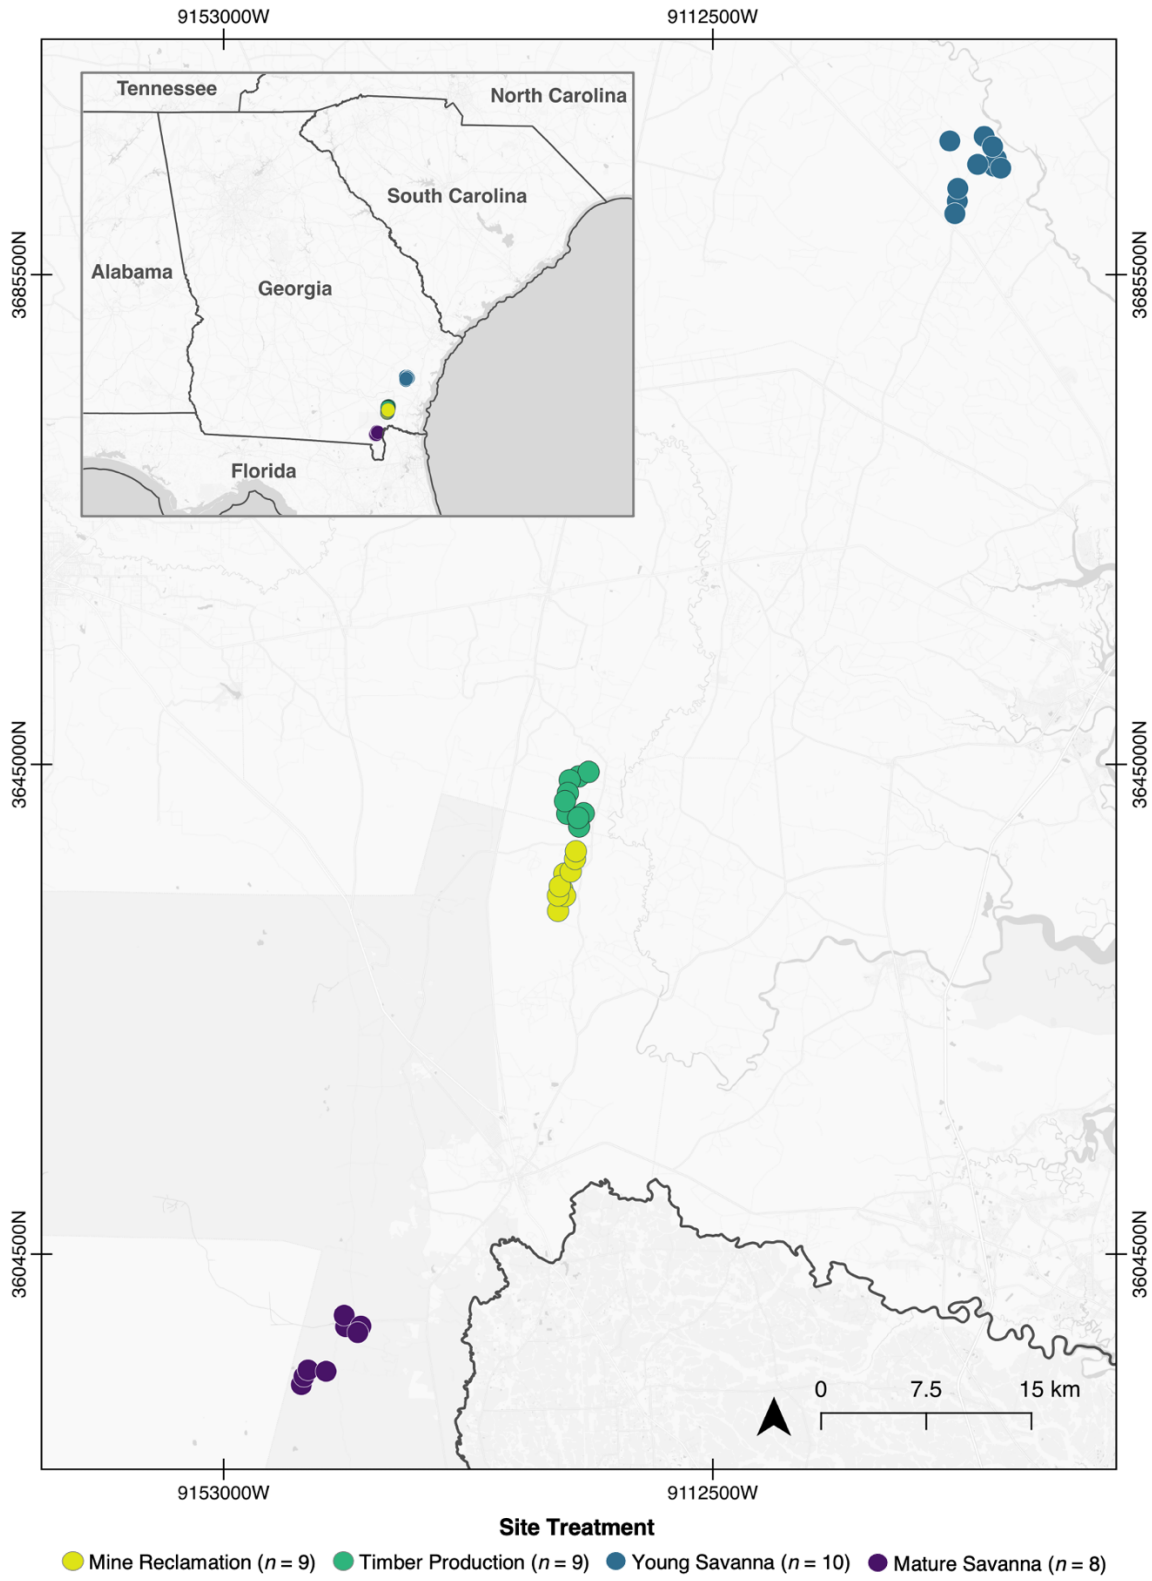 9153000W 9112500W
Tennessee
North Carolina
South Carolina
Alabama
Georgia
Florida
3685500N 3685500N
3645000N 3645000N
3604500N 3604500N
0 7.5 15 km
9153000W 9112500W
Site Treatment
Mine Reclamation (n = 9) Timber Production (n = 9) Young Savanna (n = 10) Mature Savanna (n = 8)